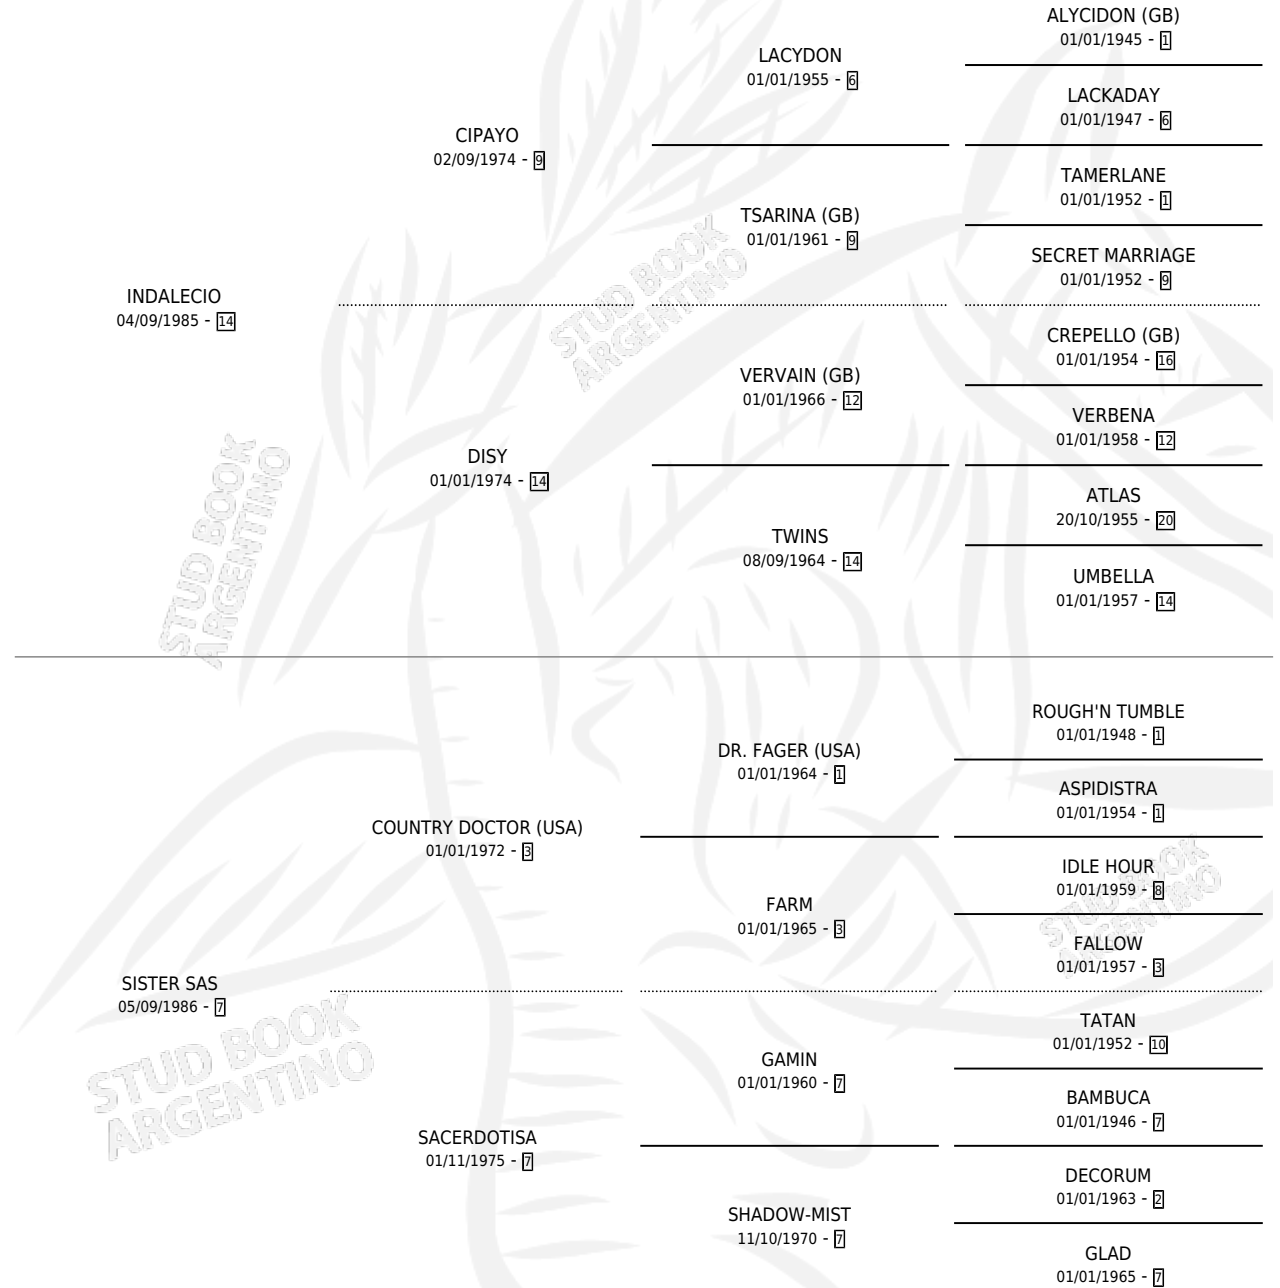 ALYCIDON (GB)
01/01/1945 - 1
LACYDON
01/01/1955 - 6
LACKADAY
01/01/1947 - 6
CIPAYO
02/09/1974 - 9
TAMERLANE
01/01/1952 - 1
TSARINA (GB)
01/01/1961 - 9
SECRET MARRIAGE
01/01/1952 - 9
INDALECIO
04/09/1985 - 14
CREPELLO (GB)
01/01/1954 - 16
VERVAIN (GB)
01/01/1966 - 12
VERBENA
01/01/1958 - 12
DISY
01/01/1974 - 14
ATLAS
20/10/1955 - 20
TWINS
08/09/1964 - 14
UMBELLA
01/01/1957 - 14
STUD BOOK
ARGENTINO
STUD BOOK
ARGENTINO
ROUGH'N TUMBLE
01/01/1948 - 1
DR. FAGER (USA)
01/01/1964 - 1
ASPIDISTRA
01/01/1954 - 1
COUNTRY DOCTOR (USA)
01/01/1972 - 3
IDLE HOUR
01/01/1959 - 8
FARM
01/01/1965 - 3
FALLOW
01/01/1957 - 3
SISTER SAS
05/09/1986 - 7
TATAN
01/01/1952 - 10
GAMIN
01/01/1960 - 7
BAMBUCA
01/01/1946 - 7
SACERDOTISA
01/11/1975 - 7
DECORUM
01/01/1963 - 2
SHADOW-MIST
11/10/1970 - 7
GLAD
01/01/1965 - 7
STUD BOOK
ARGENTINO
STUD BOOK
ARGENTINO